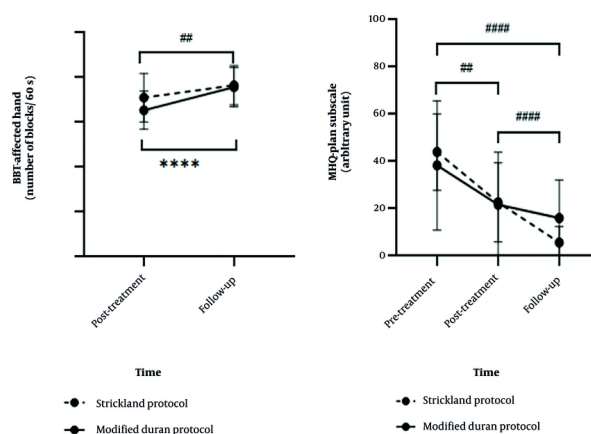 ##
BBT-affected hand
(number of blocks/ 60 s)
****
Post-treatment
Follow-up
Time
Strickland protocol
Modified duran protocol
100
80
60
40
20
0
####
##
####
MHQ-plan subscale
(arbltrary unit)
Pre-treatment
Post-treatment
Follow-up
Time
Strickland protocol
Modified duran protocol